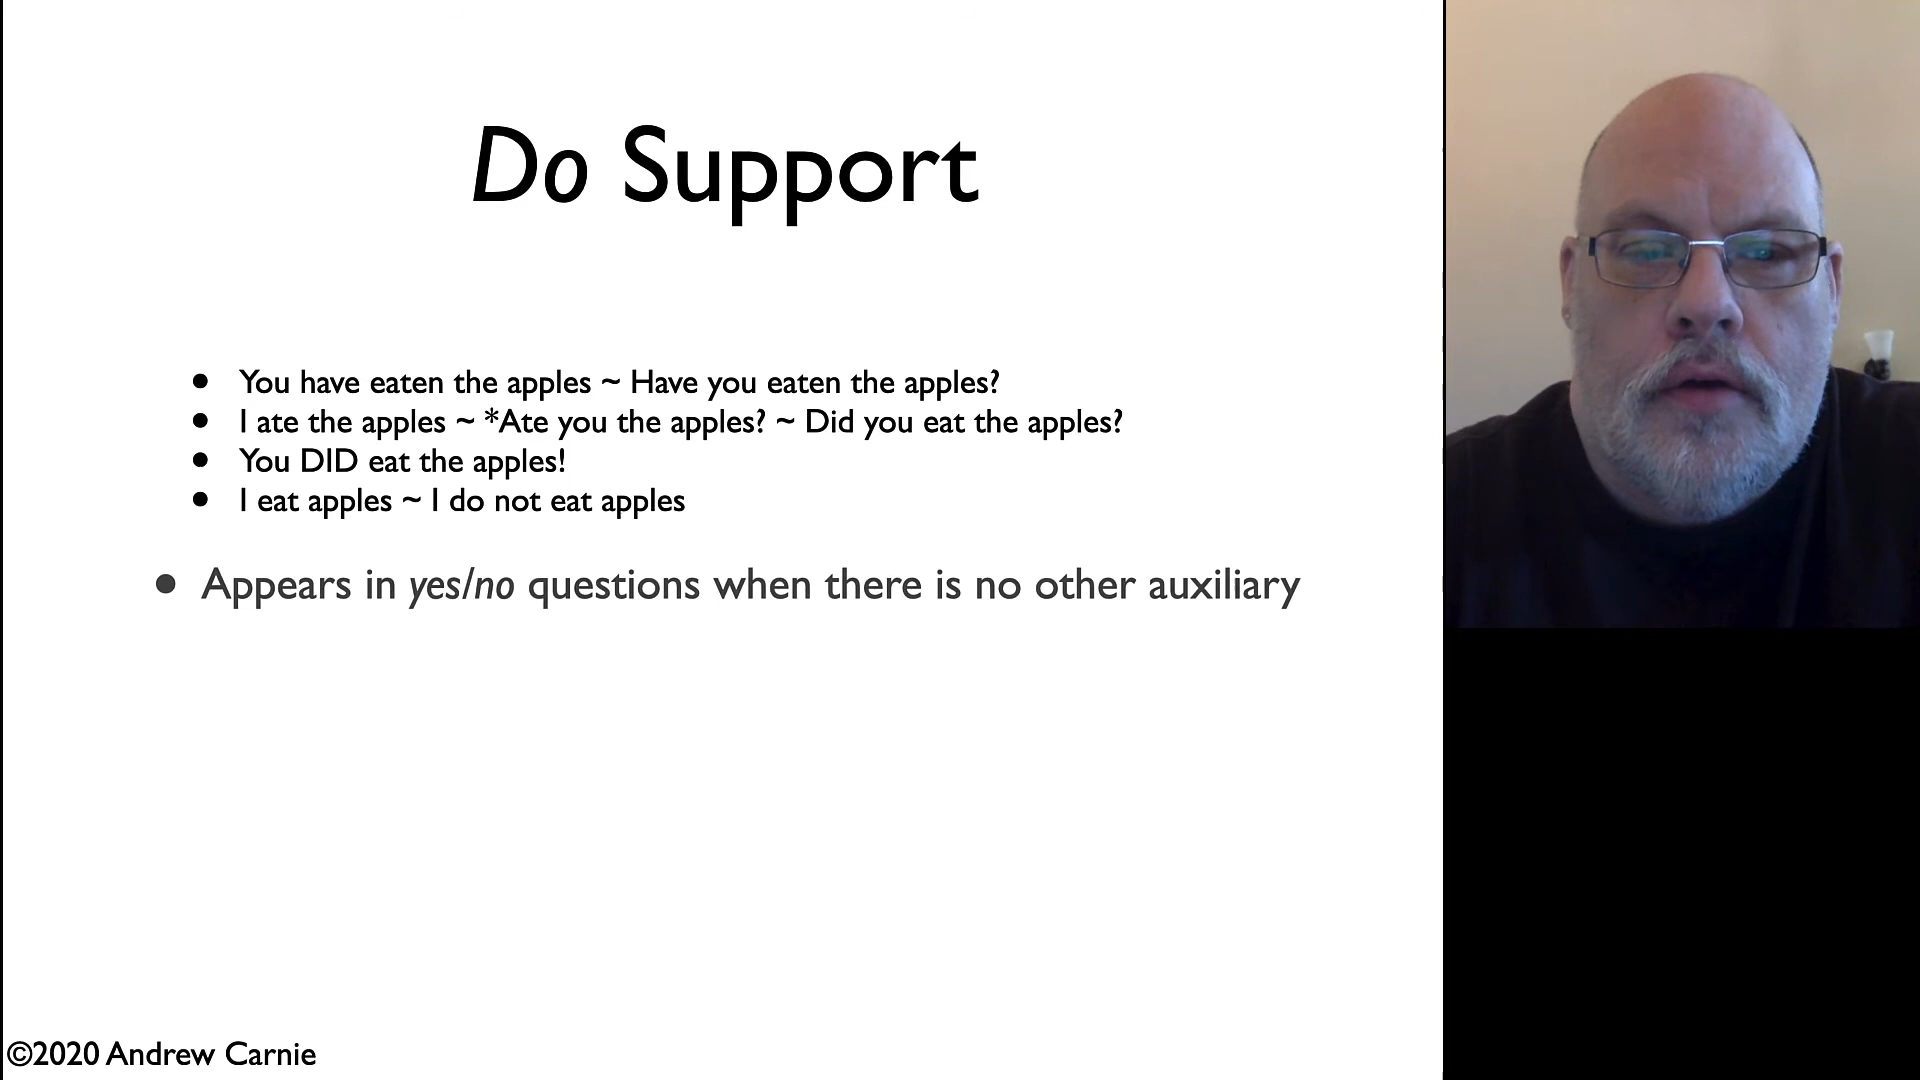 Do Support
• You have eaten the apples ~ Have you eaten the apples?
• I ate the apples ~ *Ate you the apples? ~ Did you eat the apples?
• You DID eat the apples!
• I eat apples ~ I do not eat apples
• Appears in yes/no questions when there is no other auxiliary
©2020 Andrew Carnie